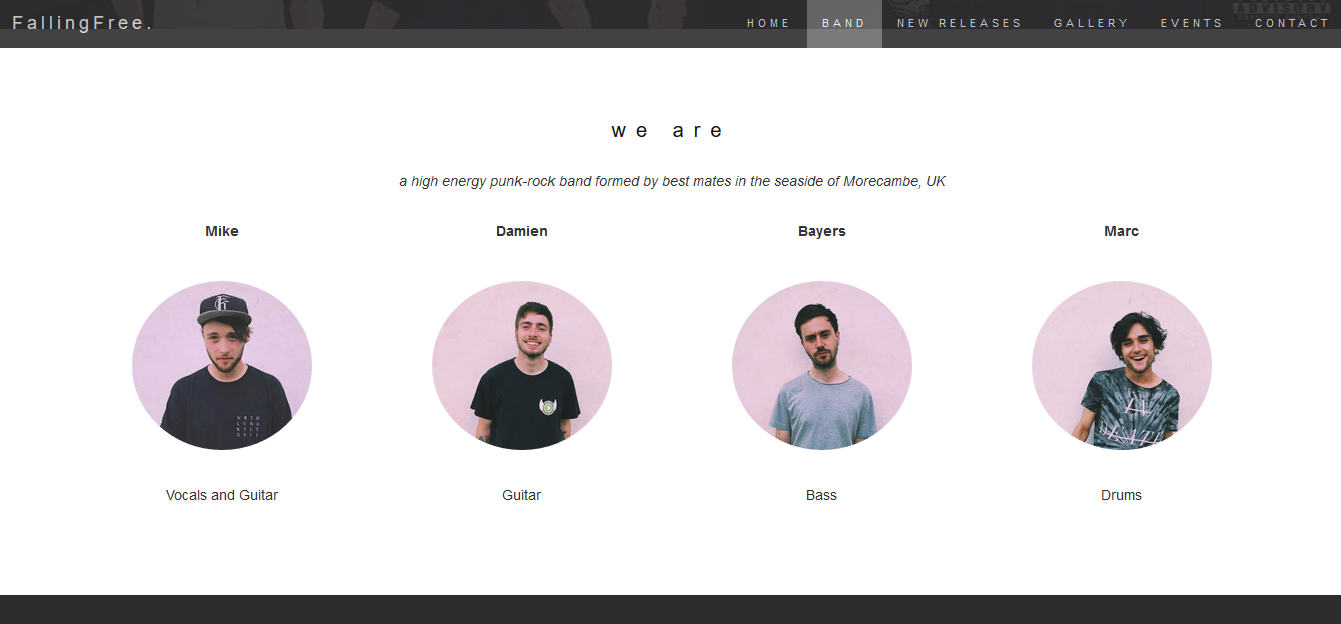 FallingFree.
HOME BAND NEW RELEASES GALLERY EVENTS CONTACT
ADVISORY
we are
a high energy punk-rock band formed by best mates in the seaside of Morecambe, UK
Mike Damien Bayers Marc
NRTH
LUNA
KVLT
XVII
Vocals and Guitar Guitar Bass Drums